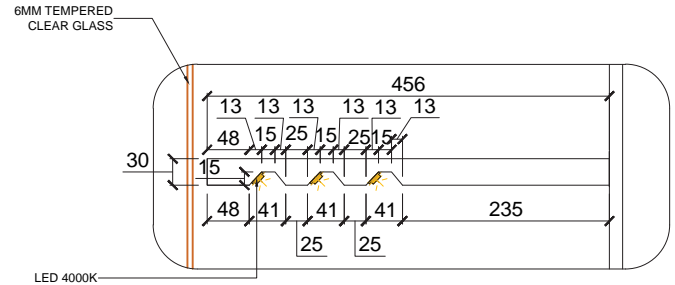 6MM TEMPERED
CLEAR GLASS
456
13 13 13 13 13 13
48 15 25 15 25 15
30
15
48 41 41 41 235
25 25
LED 4000K